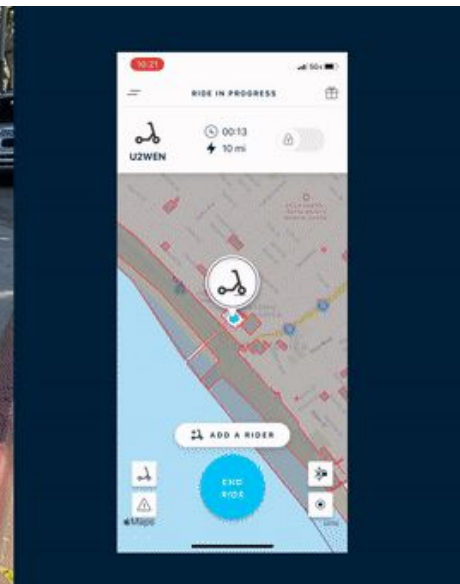 10:21
RIDE IN PROGRESS
00:13
10 mi
U2WEN
ADD A RIDER
END
RIDE
Maps